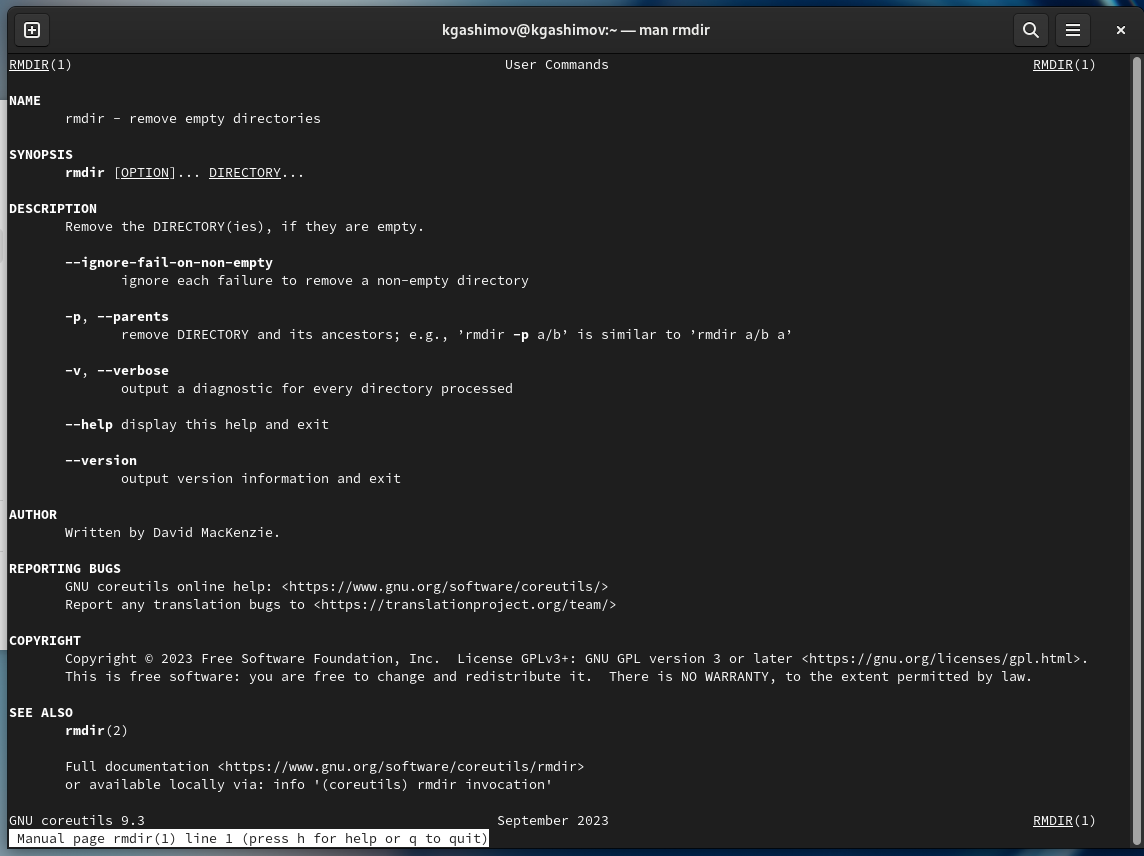 kgashimov@kgashimov:~ — man rmdir
RMDIR(1) User Commands RMDIR(1)
NAME
rmdir - remove empty directories
SYNOPSIS
rmdir [OPTION]... DIRECTORY...
DESCRIPTION
Remove the DIRECTORY(ies), if they are empty.
--ignore-fail-on-non-empty
ignore each failure to remove a non-empty directory
-p, --parents
remove DIRECTORY and its ancestors; e.g., ’rmdir -p a/b’ is similar to ’rmdir a/b a’
-v, --verbose
output a diagnostic for every directory processed
--help display this help and exit
--version
output version information and exit
AUTHOR
Written by David MacKenzie.
REPORTING BUGS
GNU coreutils online help: <https://www.gnu.org/software/coreutils/>
Report any translation bugs to <https://translationproject.org/team/>
COPYRIGHT
Copyright © 2023 Free Software Foundation, Inc. License GPLv3+: GNU GPL version 3 or later <https://gnu.org/licenses/gpl.html>.
This is free software: you are free to change and redistribute it. There is NO WARRANTY, to the extent permitted by law.
SEE ALSO
rmdir(2)
Full documentation <https://www.gnu.org/software/coreutils/rmdir>
or available locally via: info '(coreutils) rmdir invocation'
GNU coreutils 9.3 September 2023 RMDIR(1)
Manual page rmdir(1) line 1 (press h for help or q to quit)